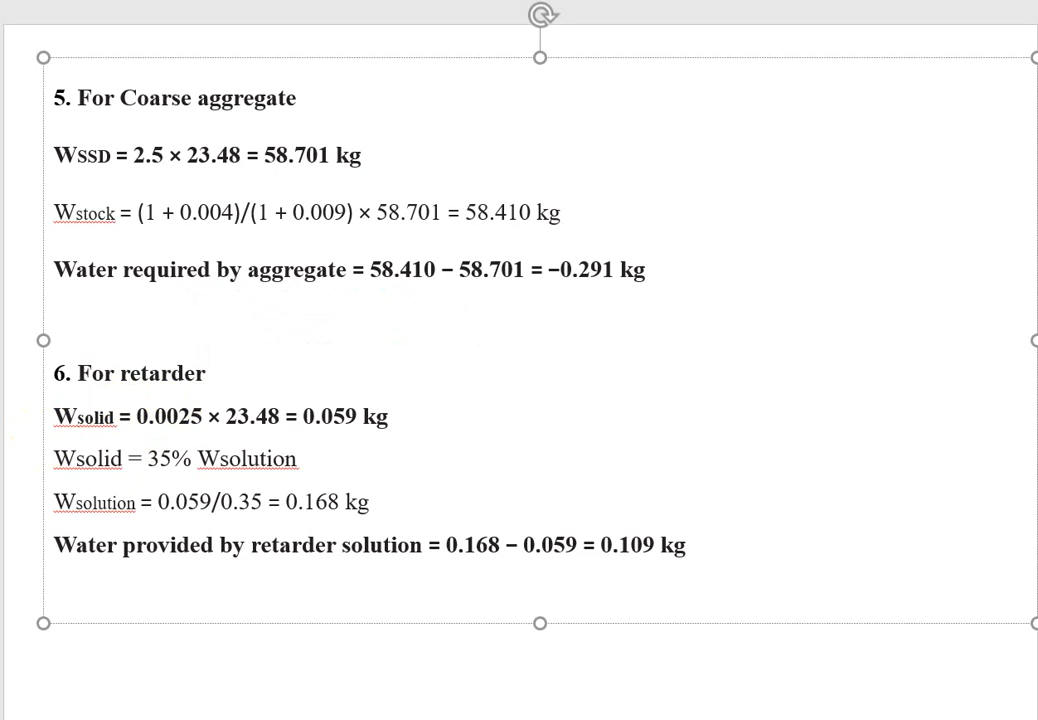 5. For Coarse aggregate
WSSD = 2.5 × 23.48 = 58.701 kg
Wstock = (1 + 0.004)/(1 + 0.009) × 58.701 = 58.410 kg
Water required by aggregate = 58.410 − 58.701 = −0.291 kg
6. For retarder
Wsolid = 0.0025 × 23.48 = 0.059 kg
Wsolid = 35% Wsolution
Wsolution = 0.059/0.35 = 0.168 kg
Water provided by retarder solution = 0.168 − 0.059 = 0.109 kg